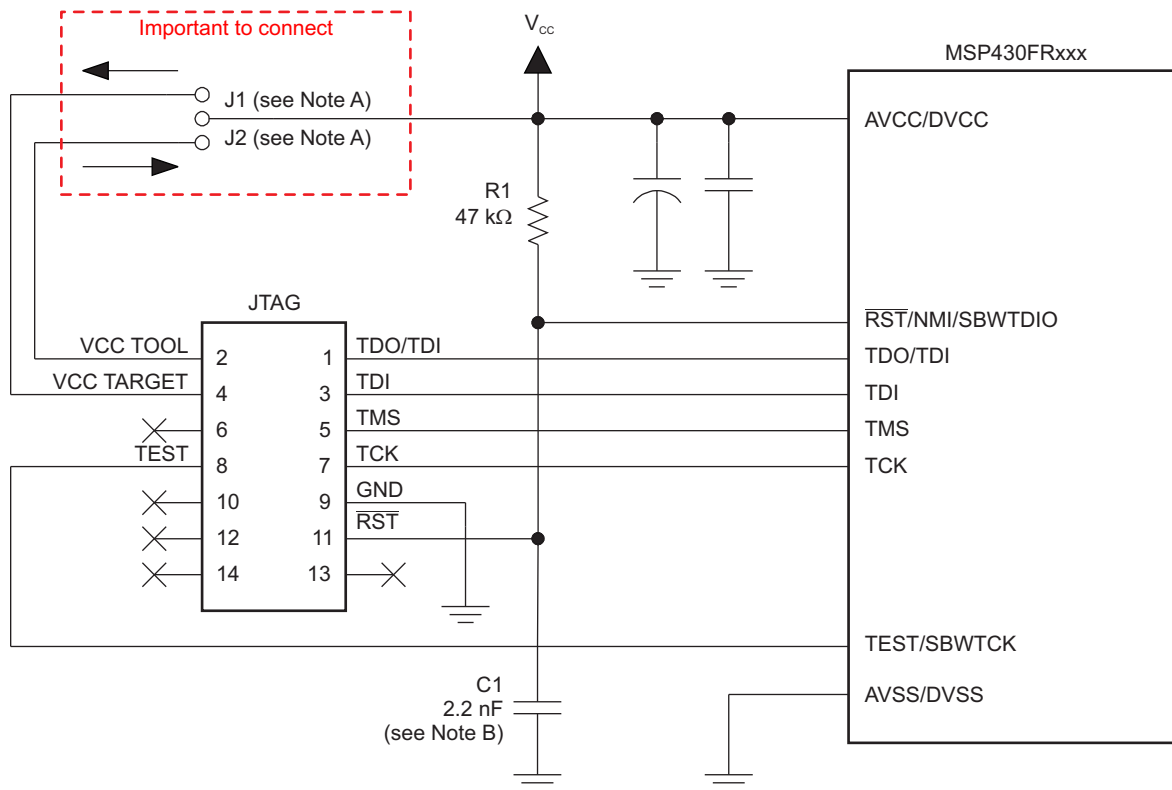 Important to connect
VCC
MSP430FRxxx
J1 (see Note A)
J2 (see Note A)
AVCC/DVCC
R1
47 kΩ
JTAG
RST/NMI/SBWTDIO
VCC TOOL
2
1
TDO/TDI
TDO/TDI
VCC TARGET
4
3
TDI
TDI
6
5
TMS
TMS
TEST
8
7
TCK
TCK
10
9
GND
12
11
RST
14
13
TEST/SBWTCK
C1
2.2 nF
(see Note B)
AVSS/DVSS